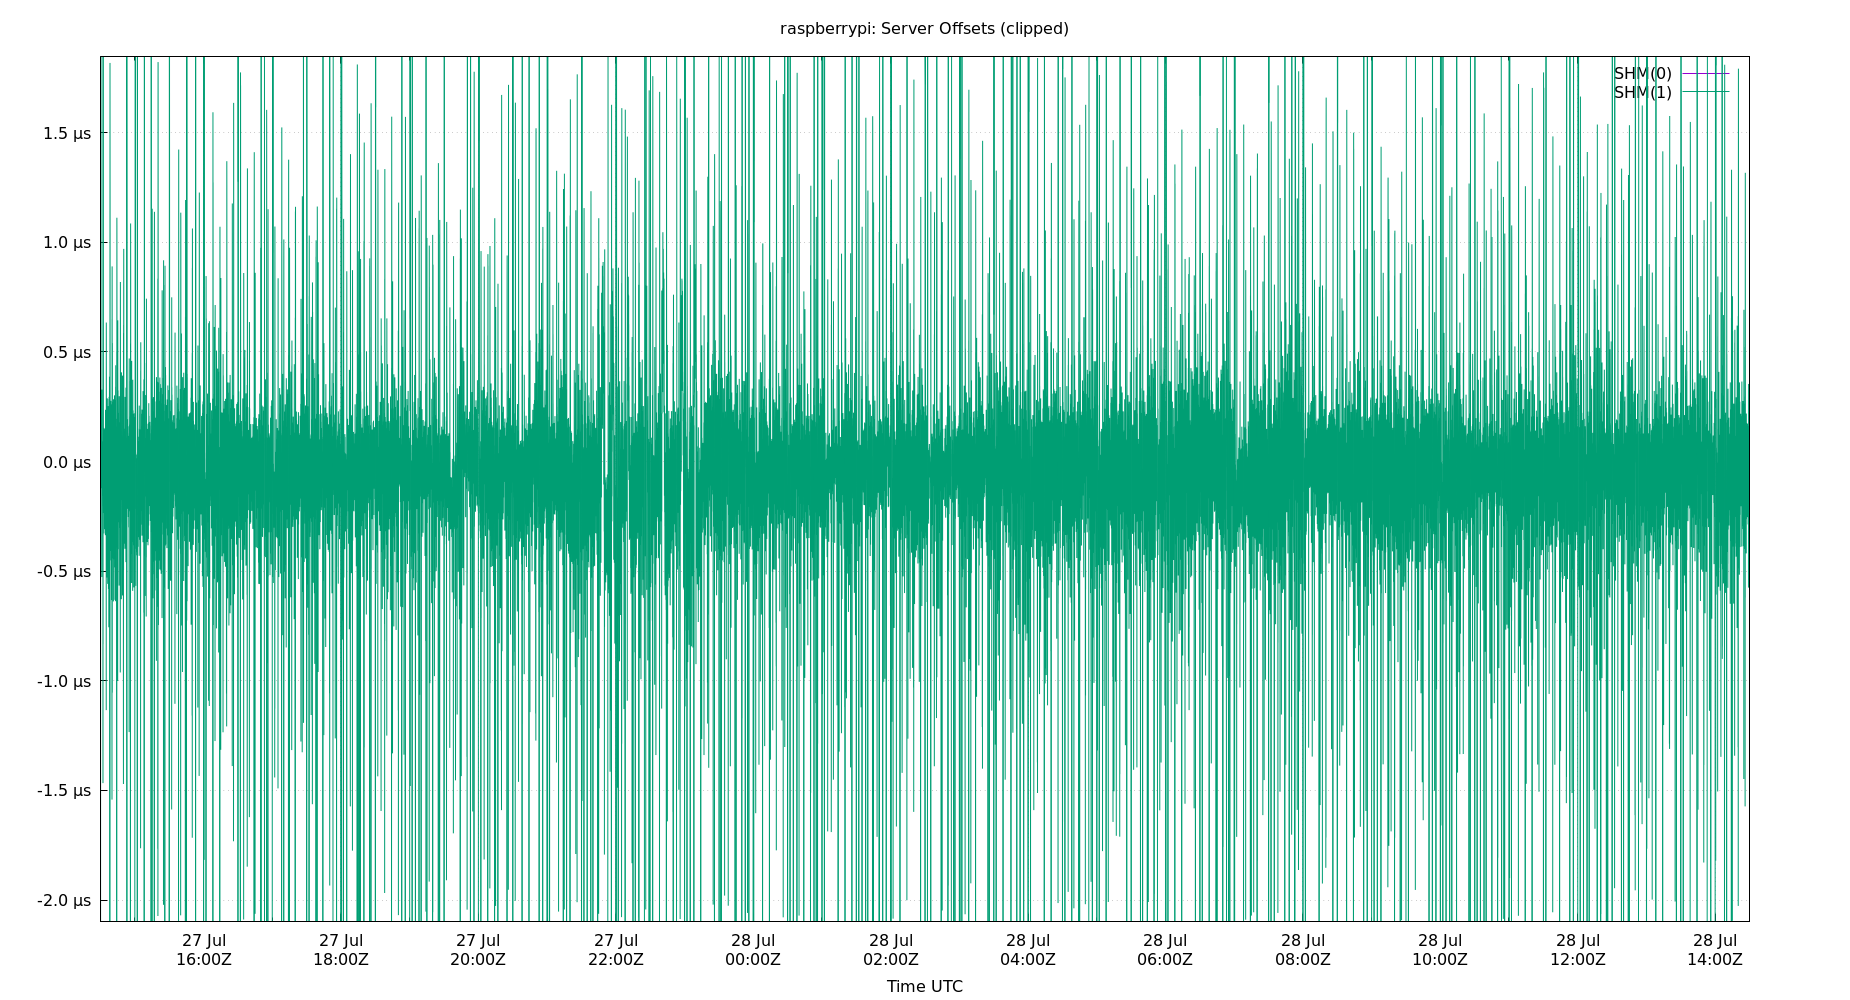 raspberrypi: Server Offsets (clipped)
SHM(0)
SHM(1)
1.5 µs
1.0 µs
0.5 µs
0.0 µs
-0.5 µs
-1.0 µs
-1.5 µs
-2.0 µs
27 Jul 27 Jul 27 Jul 27 Jul 28 Jul 28 Jul 28 Jul 28 Jul 28 Jul 28 Jul 28 Jul 28 Jul
16:00Z 18:00Z 20:00Z 22:00Z 00:00Z 02:00Z 04:00Z 06:00Z 08:00Z 10:00Z 12:00Z 14:00Z
Time UTC